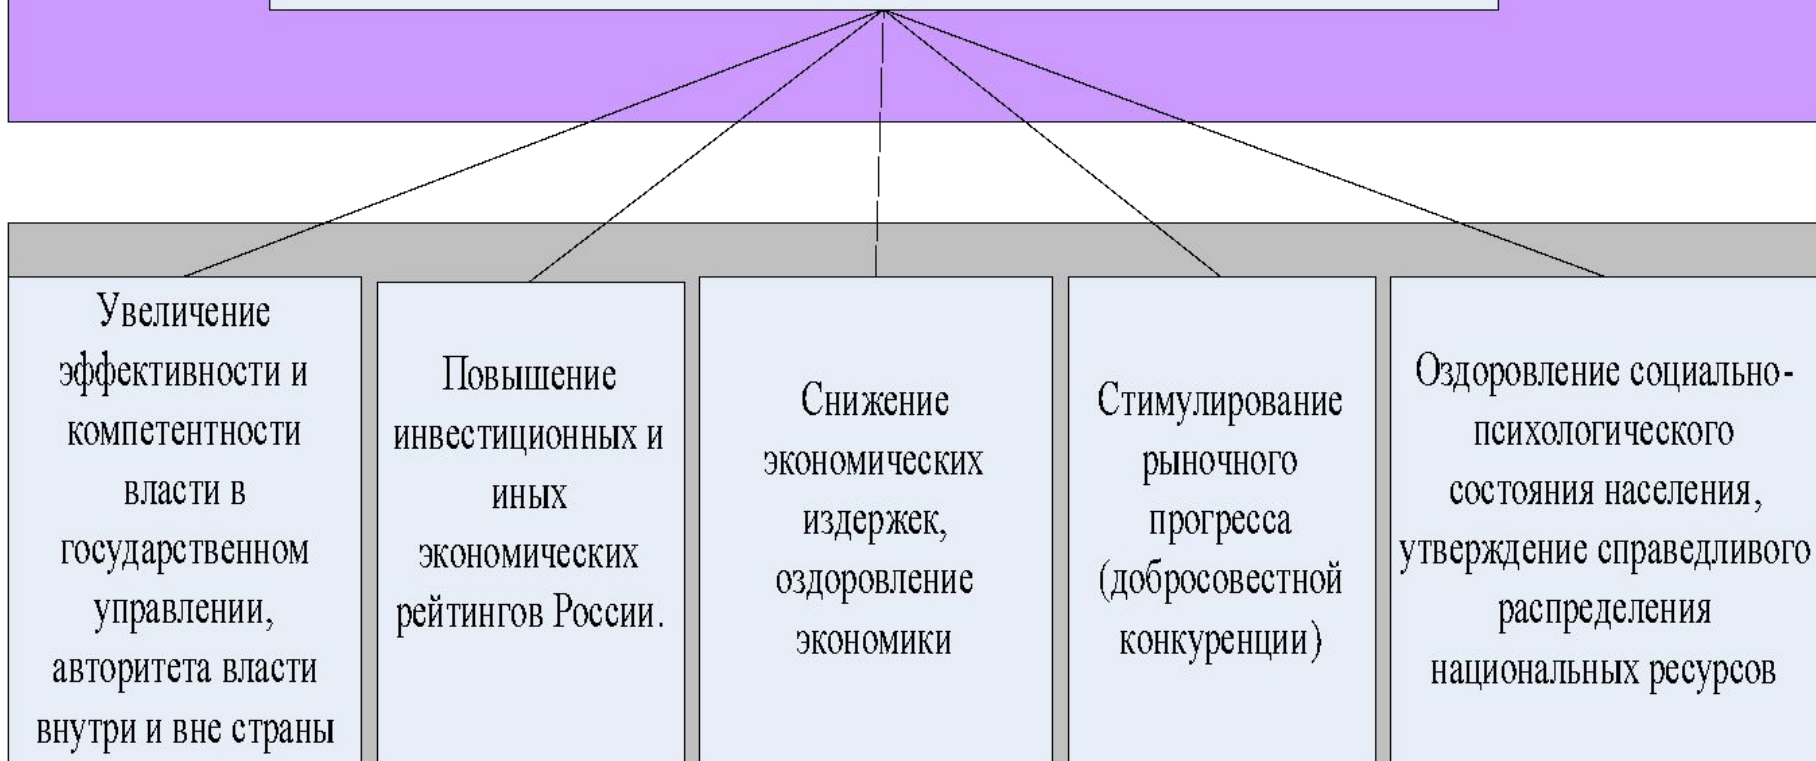 Увеличение
эффективности и
компетентности
власти в
государственном
управлении,
авторитета власти
внутри и вне страны
Повышение
инвестиционных и
иных
экономических
рейтингов России.
Снижение
экономических
издержек,
оздоровление
экономики
Стимулирование
рыночного
прогресса
(добросовестной
конкуренции)
Оздоровление социально-
психологического
состояния населения,
утверждение справедливого
распределения
национальных ресурсов